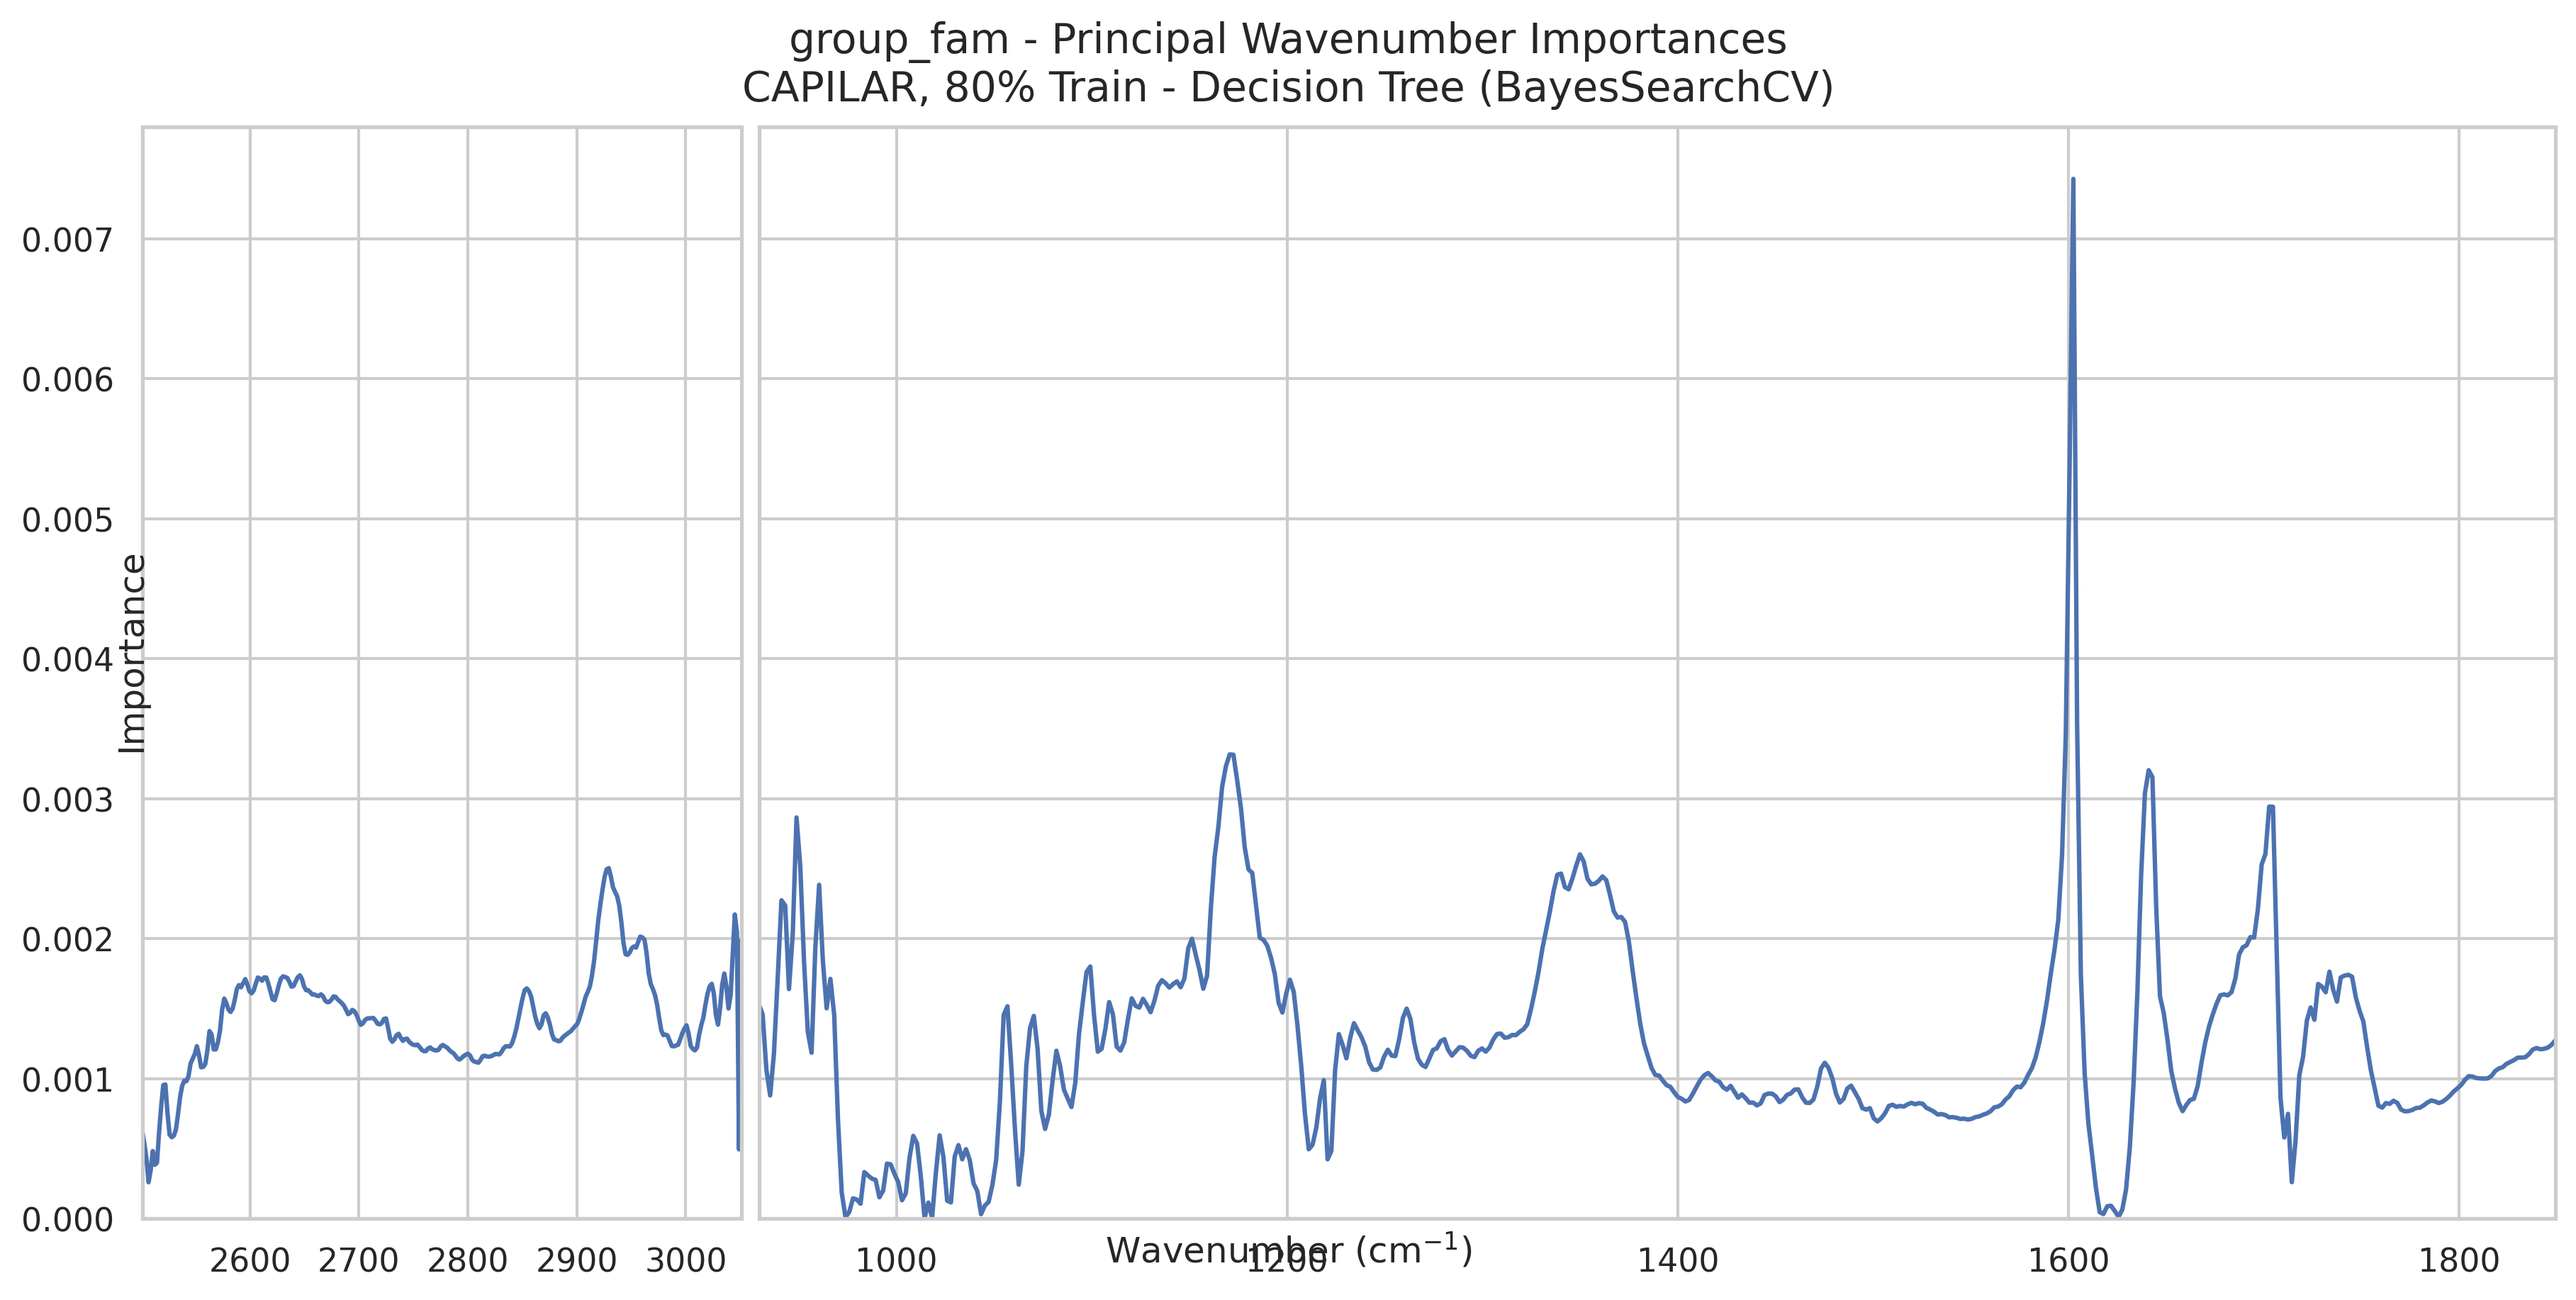 group_fam - Principal Wavenumber Importances
CAPILAR, 80% Train - Decision Tree (BayesSearchCV)
0.007
0.006
0.005
0.004
0.003
0.002
0.001
0.000
Importance
2600 2700 2800 2900 3000 1000 1200 1400 1600 1800
Wavenumber (cm⁻¹)